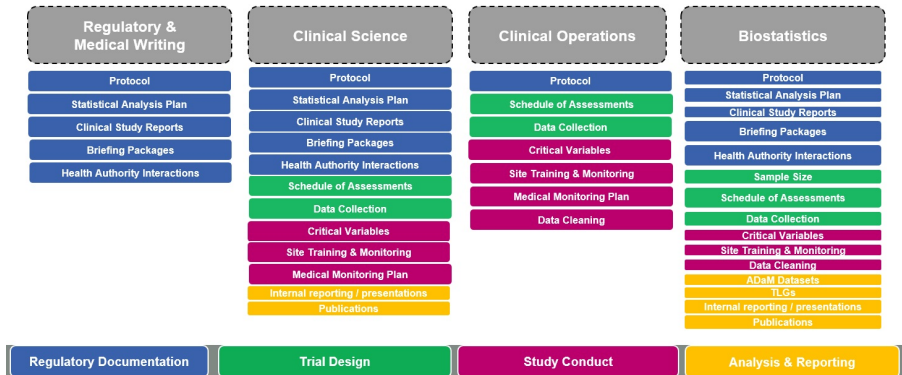 Regulatory &
Medical Writing
Protocol
Statistical Analysis Plan
Clinical Study Reports
Briefing Packages
Health Authority Interactions
Clinical Science
Protocol
Statistical Analysis Plan
Clinical Study Reports
Briefing Packages
Health Authority Interactions
Schedule of Assessments
Data Collection
Critical Variables
Site Training & Monitoring
Medical Monitoring Plan
Internal reporting / presentations
Publications
Clinical Operations
Protocol
Schedule of Assessments
Data Collection
Critical Variables
Site Training & Monitoring
Medical Monitoring Plan
Data Cleaning
Biostatistics
Protocol
Statistical Analysis Plan
Clinical Study Reports
Briefing Packages
Health Authority Interactions
Sample Size
Schedule of Assessments
Data Collection
Critical Variables
Site Training & Monitoring
Data Cleaning
ADaM Datasets
TLGs
Internal reporting / presentations
Publications
Regulatory Documentation
Trial Design
Study Conduct
Analysis & Reporting